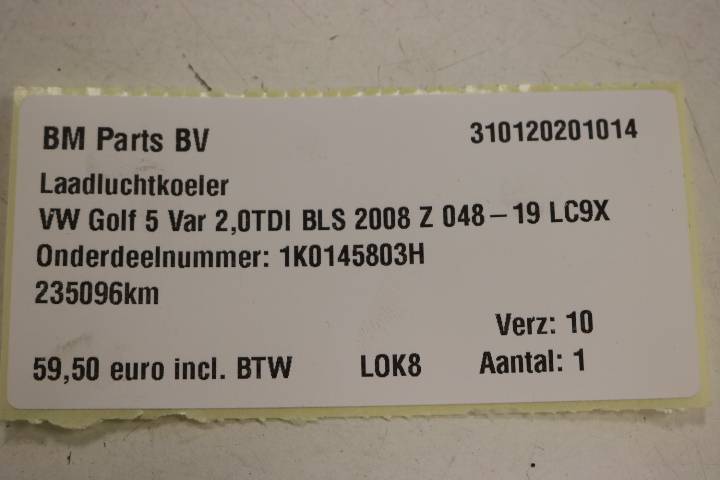 BM Parts BV 310120201014
Laadluchtkoeler
VW Golf 5 Var 2,0TDI BLS 2008 Z 048-19 LC9X
Onderdeelnummer: 1K0145803H
235096km
Verz: 10
59,50 euro incl. BTW LOK8 Aantal: 1